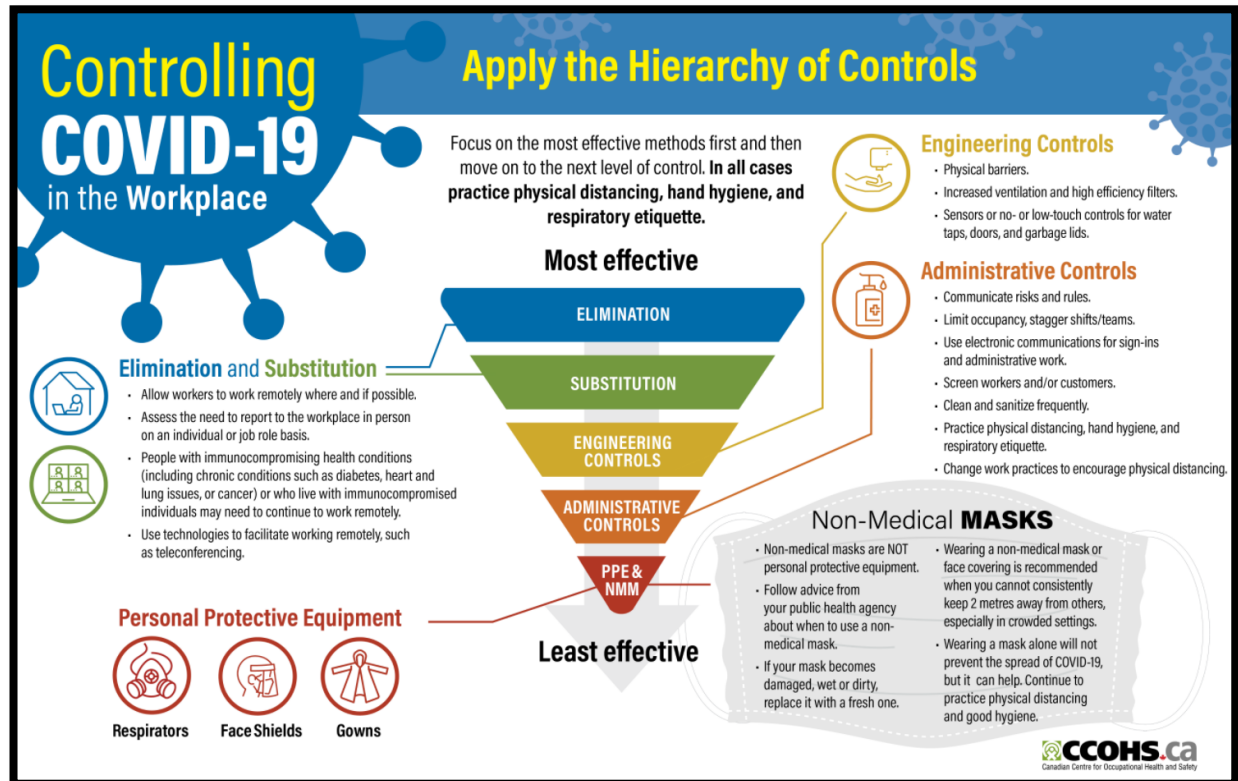 Controlling
COVID-19
in the Workplace
Apply the Hierarchy of Controls
Focus on the most effective methods first and then
move on to the next level of control. In all cases
practice physical distancing, hand hygiene, and
respiratory etiquette.
Most effective
ELIMINATION
SUBSTITUTION
ENGINEERING
CONTROLS
ADMINISTRATIVE
CONTROLS
PPE &
NMM
Least effective
Elimination and Substitution
• Allow workers to work remotely where and if possible.
• Assess the need to report to the workplace in person
on an individual or job role basis.
• People with immunocompromising health conditions
(including chronic conditions such as diabetes, heart and
lung issues, or cancer) or who live with immunocompromised
individuals may need to continue to work remotely.
• Use technologies to facilitate working remotely, such
as teleconferencing.
Personal Protective Equipment
Respirators
Face Shields
Gowns
Engineering Controls
• Physical barriers.
• Increased ventilation and high efficiency filters.
• Sensors or no- or low-touch controls for water
taps, doors, and garbage lids.
Administrative Controls
• Communicate risks and rules.
• Limit occupancy, stagger shifts/teams.
• Use electronic communications for sign-ins
and administrative work.
• Screen workers and/or customers.
• Clean and sanitize frequently.
• Practice physical distancing, hand hygiene, and
respiratory etiquette.
• Change work practices to encourage physical distancing.
Non-Medical MASKS
• Non-medical masks are NOT
personal protective equipment.
• Follow advice from
your public health agency
about when to use a non-
medical mask.
• If your mask becomes
damaged, wet or dirty,
replace it with a fresh one.
• Wearing a non-medical mask or
face covering is recommended
when you cannot consistently
keep 2 metres away from others,
especially in crowded settings.
• Wearing a mask alone will not
prevent the spread of COVID-19,
but it can help. Continue to
practice physical distancing
and good hygiene.
CCOHS.ca
Canadian Centre for Occupational Health and Safety